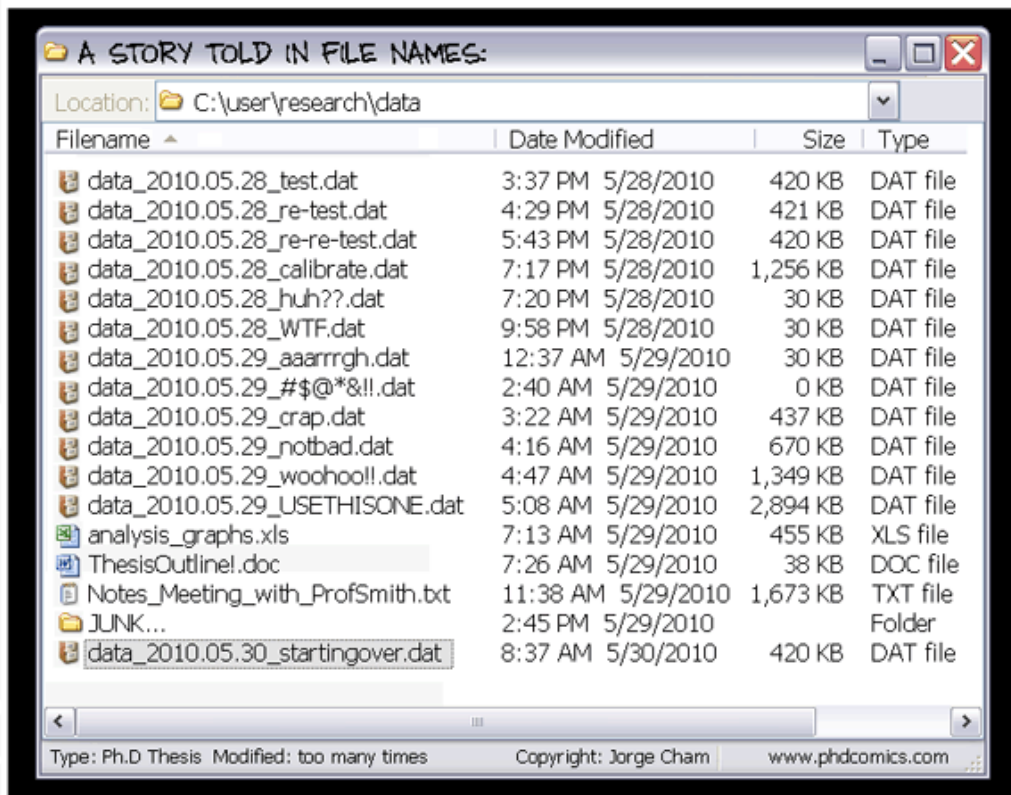 A STORY TOLD IN FILE NAMES:
Location: C:\user\research\data
Filename Date Modified Size Type
data_2010.05.28_test.dat 3:37 PM 5/28/2010 420 KB DAT file
data_2010.05.28_re-test.dat 4:29 PM 5/28/2010 421 KB DAT file
data_2010.05.28_re-re-test.dat 5:43 PM 5/28/2010 420 KB DAT file
data_2010.05.28_calibrate.dat 7:17 PM 5/28/2010 1,256 KB DAT file
data_2010.05.28_huh??.dat 7:20 PM 5/28/2010 30 KB DAT file
data_2010.05.28_WTF.dat 9:58 PM 5/28/2010 30 KB DAT file
data_2010.05.29_aaarrrgh.dat 12:37 AM 5/29/2010 30 KB DAT file
data_2010.05.29_#$@*&!!.dat 2:40 AM 5/29/2010 0 KB DAT file
data_2010.05.29_crap.dat 3:22 AM 5/29/2010 437 KB DAT file
data_2010.05.29_notbad.dat 4:16 AM 5/29/2010 670 KB DAT file
data_2010.05.29_woohoo!!.dat 4:47 AM 5/29/2010 1,349 KB DAT file
data_2010.05.29_USETHISONE.dat 5:08 AM 5/29/2010 2,894 KB DAT file
analysis_graphs.xls 7:13 AM 5/29/2010 455 KB XLS file
ThesisOutline!.doc 7:26 AM 5/29/2010 38 KB DOC file
Notes_Meeting_with_ProfSmith.txt 11:38 AM 5/29/2010 1,673 KB TXT file
JUNK... 2:45 PM 5/29/2010 Folder
data_2010.05.30_startingover.dat 8:37 AM 5/30/2010 420 KB DAT file
Type: Ph.D Thesis Modified: too many times Copyright: Jorge Cham www.phdcomics.com